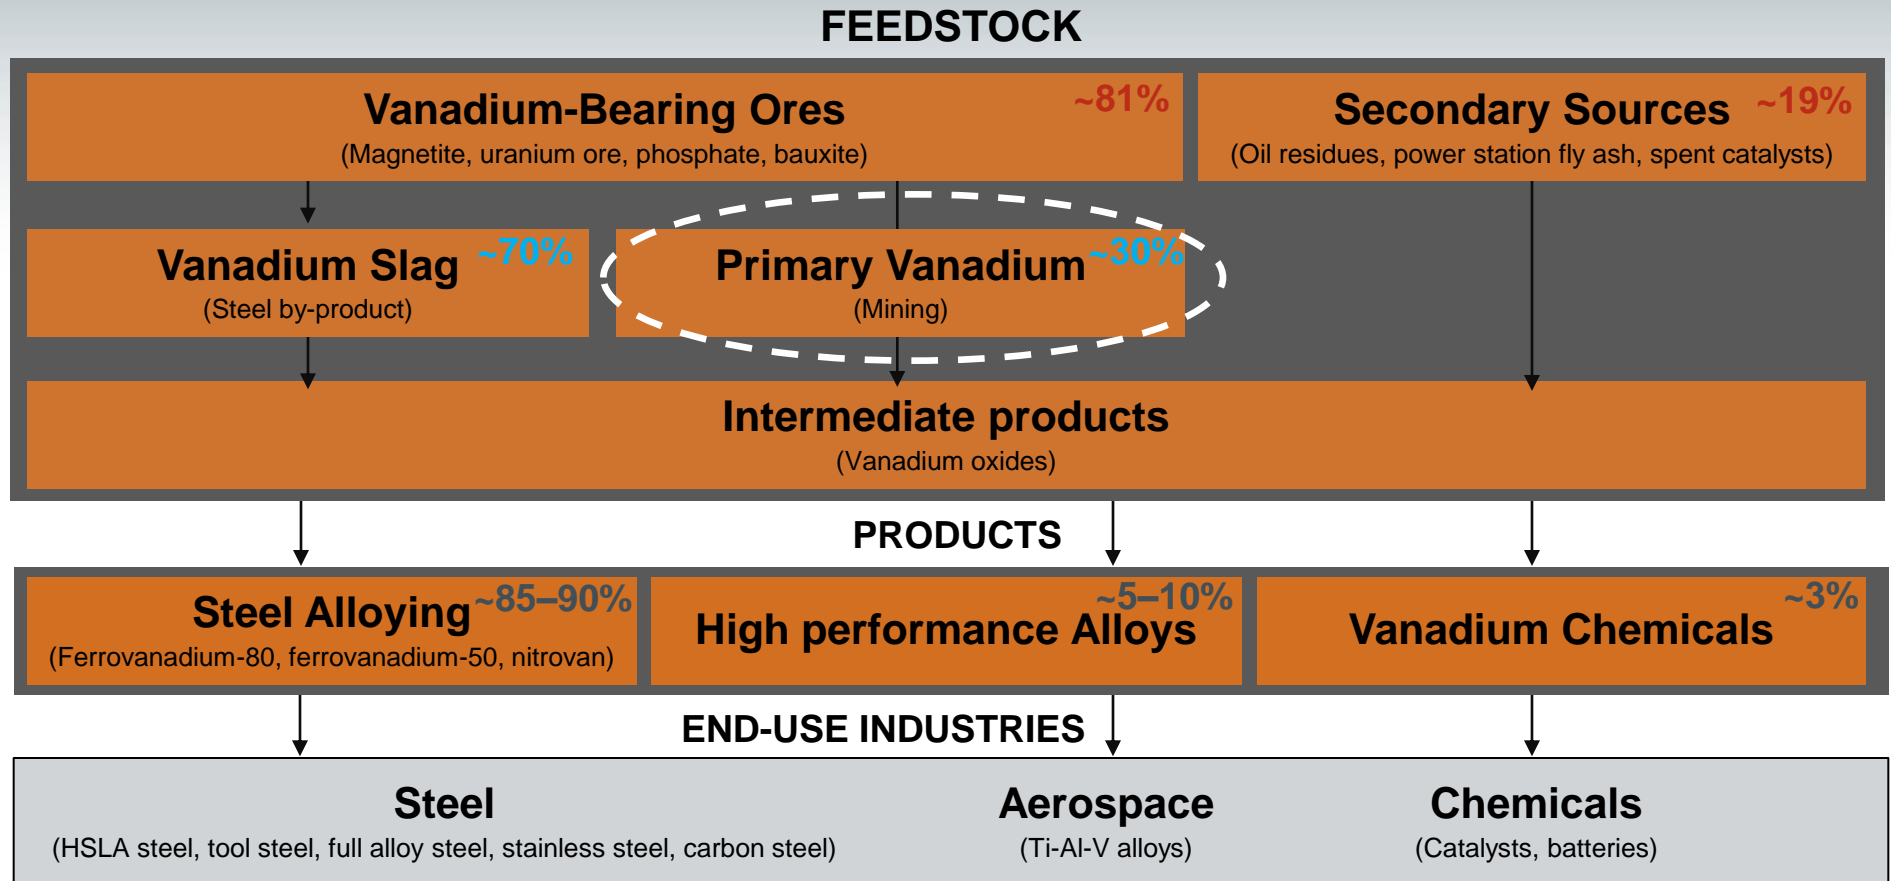 FEEDSTOCK
Vanadium-Bearing Ores ~81%
(Magnetite, uranium ore, phosphate, bauxite)
Secondary Sources ~19%
(Oil residues, power station fly ash, spent catalysts)
Vanadium Slag ~70%
(Steel by-product)
Primary Vanadium ~30%
(Mining)
Intermediate products
(Vanadium oxides)
PRODUCTS
Steel Alloying ~85–90%
(Ferrovanadium-80, ferrovanadium-50, nitrovan)
~5–10%
High performance Alloys
~3%
Vanadium Chemicals
END-USE INDUSTRIES
Steel
(HSLA steel, tool steel, full alloy steel, stainless steel, carbon steel)
Aerospace
(Ti-Al-V alloys)
Chemicals
(Catalysts, batteries)